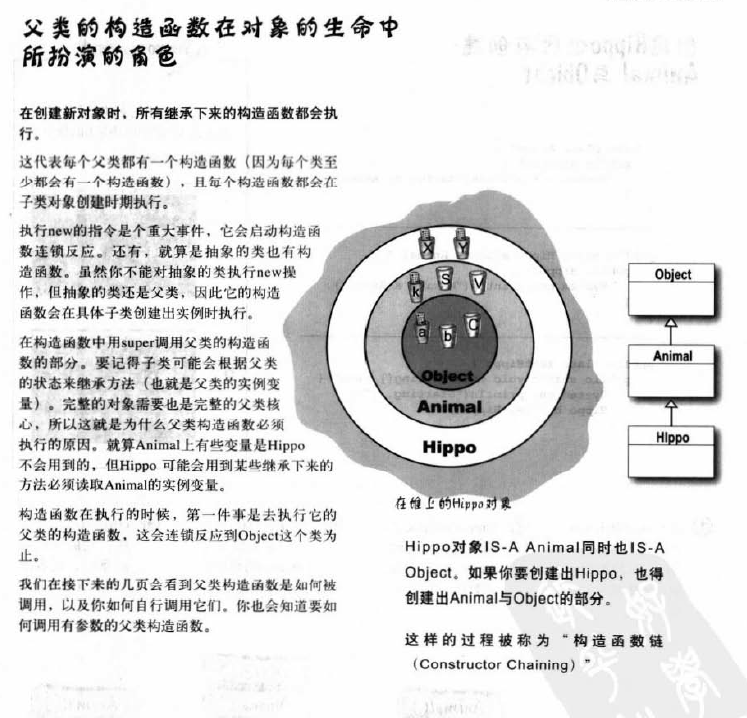 父类的构造函数在对象的生命中
所扮演的角色
在创建新对象时，所有继承下来的构造函数都会执
行。
这代表每个父类都有一个构造函数（因为每个类至
少都会有一个构造函数），且每个构造函数都会在
子类对象创建时期执行。
执行new的指令是个重大事件，它会启动构造函
数连锁反应。还有，就算是抽象的类也有构
造函数。虽然你不能对抽象的类执行new操
作，但抽象的类还是父类，因此它的构造
函数会在具体子类创建出实例时执行。
在构造函数中用super调用父类的构造函
数的部分。要记得子类可能会根据父类
的状态来继承方法（也就是父类的实例变
量）。完整的对象需要也是完整的父类核
心，所以这就是为什么父类构造函数必须
执行的原因。就算Animal上有些变量是Hippo
不会用到的，但Hippo 可能会用到某些继承下来的
方法必须读取Animal的实例变量。
构造函数在执行的时候，第一件事是去执行它的
父类的构造函数，这会连锁反应到Object这个类为
止。
我们在接下来的几页会看到父类构造函数是如何被
调用，以及你如何自行调用它们。你也会知道要如
何调用有参数的父类构造函数。
X Y
K S V
a b C
Object
Animal
Hippo
在堆上的Hippo对象
Object
Animal
Hippo
Hippo对象IS-A Animal同时也IS-A
Object。如果你要创建出Hippo，也得
创建出Animal与Object的部分。
这样的过程被称为“构造函数链
（Constructor Chaining）”